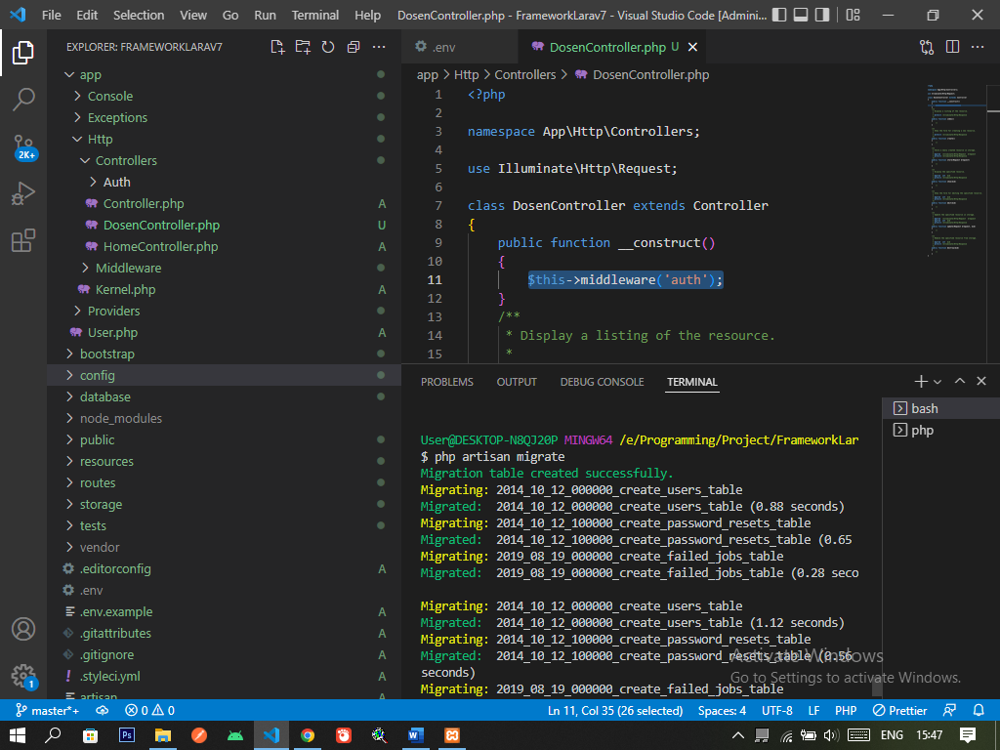 File Edit Selection View Go Run Terminal Help DosenController.php - FrameworkLarav7 - Visual Studio Code [Admini...
EXPLORER: FRAMEWORKLARAV7
app
Console
Exceptions
Http
Controllers
Auth
Controller.php A
DosenController.php U
HomeController.php A
Middleware
Kernel.php A
Providers
User.php A
bootstrap
config
database
node_modules
public
resources
routes
storage
tests
vendor
.editorconfig A
.env
.env.example A
.gitattributes A
.gitignore A
.styleci.yml A
artisan
2K+
1
.env
DosenController.php U
app > Http > Controllers > DosenController.php
1 <?php
2
3 namespace App\Http\Controllers;
4
5 use Illuminate\Http\Request;
6
7 class DosenController extends Controller
8 {
9 public function __construct()
10 {
11 $this->middleware('auth');
12 }
13 /**
14 * Display a listing of the resource.
15 *
PROBLEMS OUTPUT DEBUG CONSOLE TERMINAL
bash
php
User@DESKTOP-N8QJ20P MINGW64 /e/Programming/Project/FrameworkLar
$ php artisan migrate
Migration table created successfully.
Migrating: 2014_10_12_000000_create_users_table
Migrated: 2014_10_12_000000_create_users_table (0.88 seconds)
Migrating: 2014_10_12_100000_create_password_resets_table
Migrated: 2014_10_12_100000_create_password_resets_table (0.65
Migrating: 2019_08_19_000000_create_failed_jobs_table
Migrated: 2019_08_19_000000_create_failed_jobs_table (0.28 seco
Migrating: 2014_10_12_000000_create_users_table
Migrated: 2014_10_12_000000_create_users_table (1.12 seconds)
Migrating: 2014_10_12_100000_create_password_resets_table
Migrated: 2014_10_12_100000_create_password_resets_table (0.56
seconds)
Migrating: 2019_08_19_000000_create_failed_jobs_table
Activate Windows
Go to Settings to activate Windows.
master*+ 0 0 Ln 11, Col 35 (26 selected) Spaces: 4 UTF-8 LF PHP Prettier
ENG 15:47